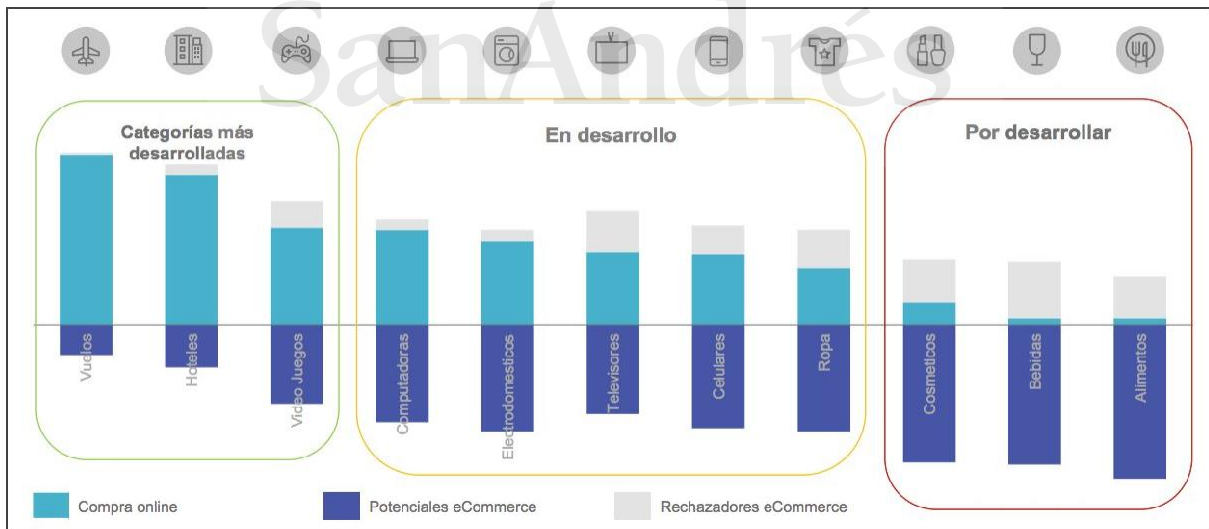 SanAndrés
Categorías más
desarrolladas
En desarrollo
Por desarrollar
Vuelos
Hoteles
Video Juegos
Computadoras
Electrodomesticos
Televisores
Celulares
Ropa
Cosmeticos
Bebidas
Alimentos
Compra online
Potenciales eCommerce
Rechazadores eCommerce